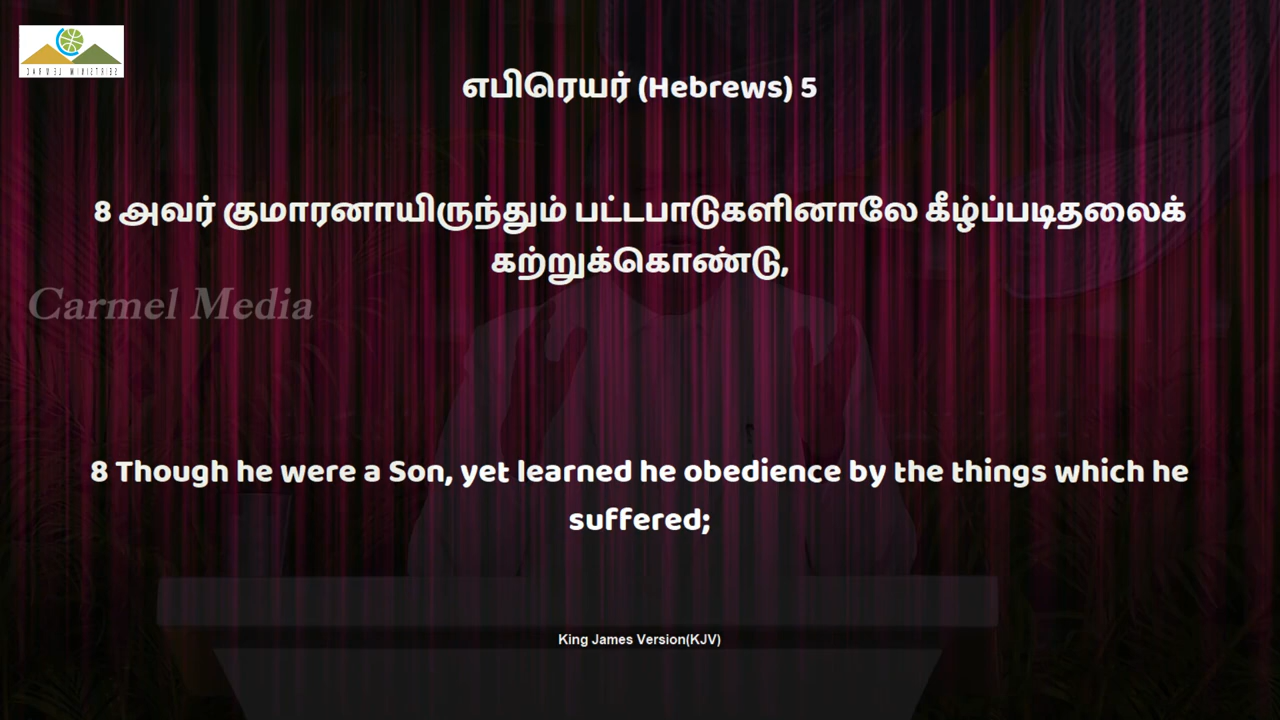 எபிரெயர் (Hebrews) 5
8 அவர் குமாரனாயிருந்தும் பட்டபாடுகளினாலே கீழ்ப்படிதலைக்
கற்றுக்கொண்டு,
Carmel Media
8 Though he were a Son, yet learned he obedience by the things which he
suffered;
King James Version(KJV)